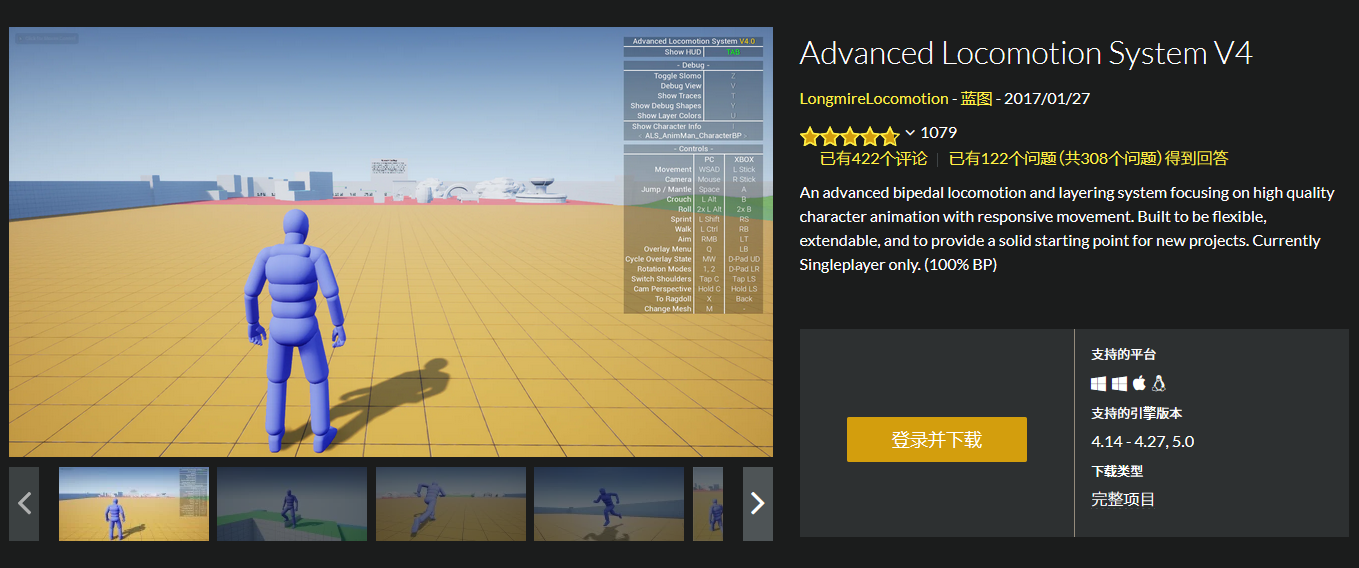 Advanced Locomotion System V4.0
Show HUD TAB
- Debug -
Toggle Slomo Z
Debug View V
Show Traces T
Show Debug Shapes Y
Show Layer Colors U
Show Character Info I
< ALS_AnimMan_CharacterBP >
- Controls -
PC XBOX
Movement WSAD L Stick
Camera Mouse R Stick
Jump / Mantle Space A
Crouch L Alt B
Roll 2x L Alt 2x B
Sprint L Shift RS
Walk L Ctrl RB
Aim RMB LT
Overlay Menu Q LB
Cycle Overlay State MW D-Pad UD
Rotation Modes 1, 2 D-Pad LR
Switch Shoulders Tap C Tap LS
Cam Perspective Hold C Hold LS
To Ragdoll X Back
Change Mesh M -
Advanced Locomotion System V4
LongmireLocomotion - 蓝图 - 2017/01/27
1079
已有422个评论 | 已有122个问题（共308个问题）得到回答
An advanced bipedal locomotion and layering system focusing on high quality
character animation with responsive movement. Built to be flexible,
extendable, and to provide a solid starting point for new projects. Currently
Singleplayer only. (100% BP)
登录并下载
支持的平台
支持的引擎版本
4.14 - 4.27, 5.0
下载类型
完整项目